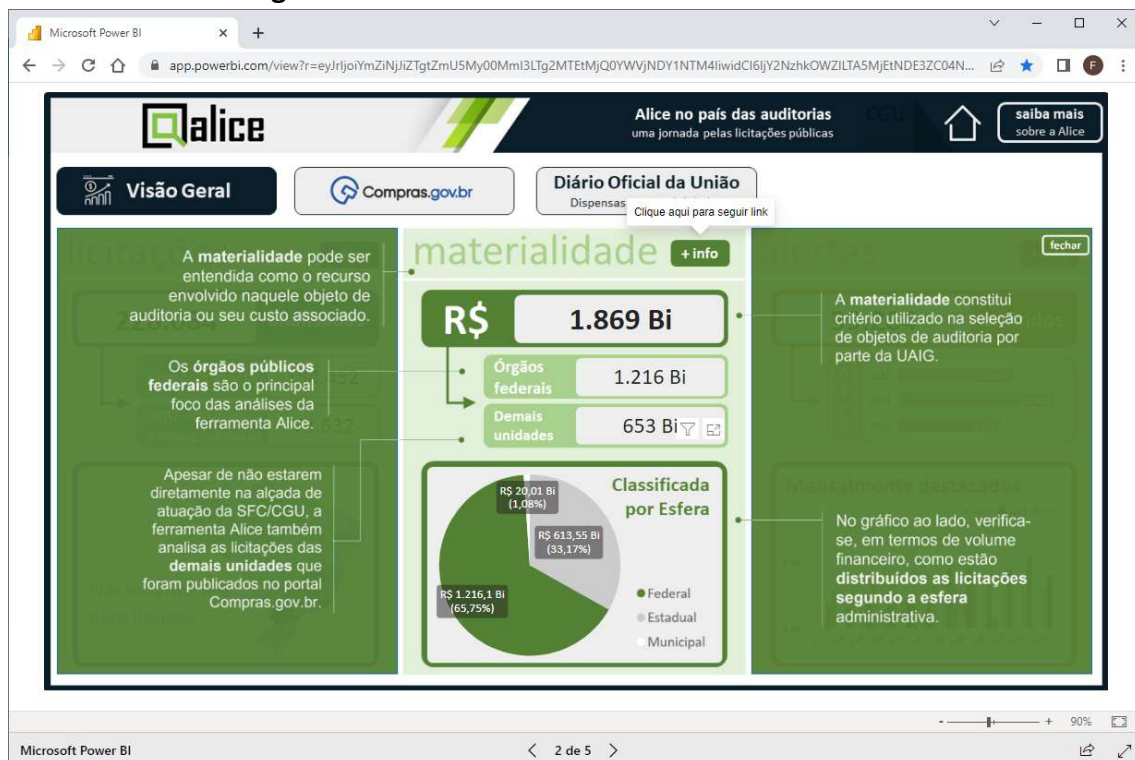 Microsoft Power BI
app.powerbi.com/view?r=eyJrIjoiYmZiNjJiZTgtZmU5My00MmI3LTg2MTEtMjQ0YWVjNDY1NTM4IiwidCI6IjY2NzhkOWZlLTA5MjEtNDE3ZC04N...
F
alice
Alice no país das auditorias
uma jornada pelas licitações públicas
saiba mais
sobre a Alice
Visão Geral
Compras.gov.br
Diário Oficial da União
Dispensas
Clique aqui para seguir link
A materialidade pode ser
entendida como o recurso
envolvido naquele objeto de
auditoria ou seu custo associado.
Os órgãos públicos
federais são o principal
foco das análises da
ferramenta Alice.
Apesar de não estarem
diretamente na alçada de
atuação da SFC/CGU, a
ferramenta Alice também
analisa as licitações das
demais unidades que
foram publicados no portal
Compras.gov.br.
materialidade
+ info
R$ 1.869 Bi
Órgãos
federais
1.216 Bi
Demais
unidades
653 Bi
Classificada
por Esfera
R$ 20,01 Bi
(1,08%)
R$ 613,55 Bi
(33,17%)
R$ 1.216,1 Bi
(65,75%)
Federal
Estadual
Municipal
fechar
A materialidade constitui
critério utilizado na seleção
de objetos de auditoria por
parte da UAIG.
No gráfico ao lado, verifica-
se, em termos de volume
financeiro, como estão
distribuídos as licitações
segundo a esfera
administrativa.
- + 90%
Microsoft Power BI
2 de 5